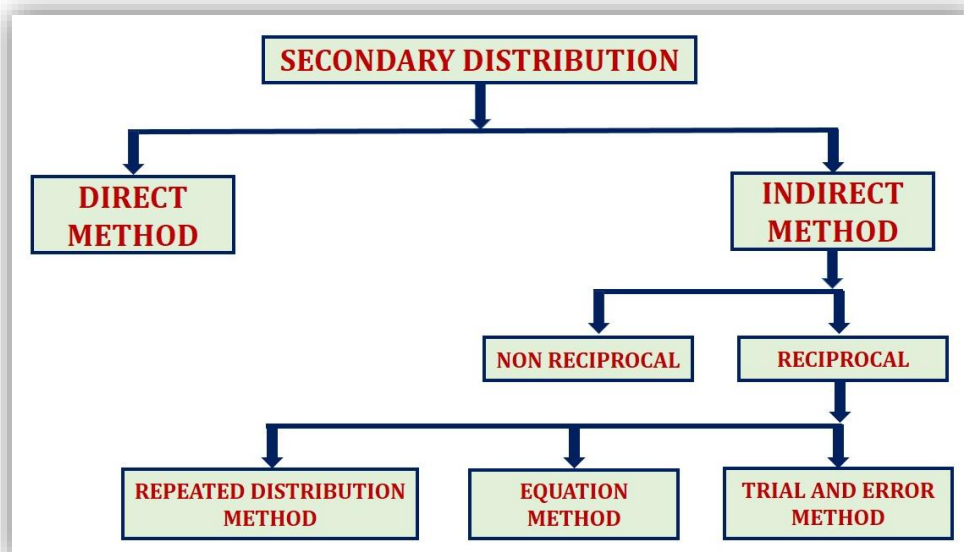 SECONDARY DISTRIBUTION
DIRECT
METHOD
INDIRECT
METHOD
NON RECIPROCAL
RECIPROCAL
REPEATED DISTRIBUTION
METHOD
EQUATION
METHOD
TRIAL AND ERROR
METHOD